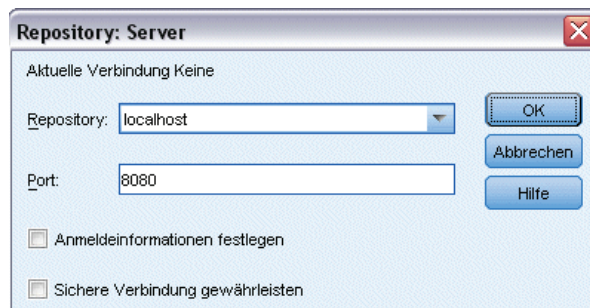 Repository: Server
Aktuelle Verbindung Keine
Repository: localhost
OK
Abbrechen
Port: 8080
Hilfe
Anmeldeinformationen festlegen
Sichere Verbindung gewährleisten